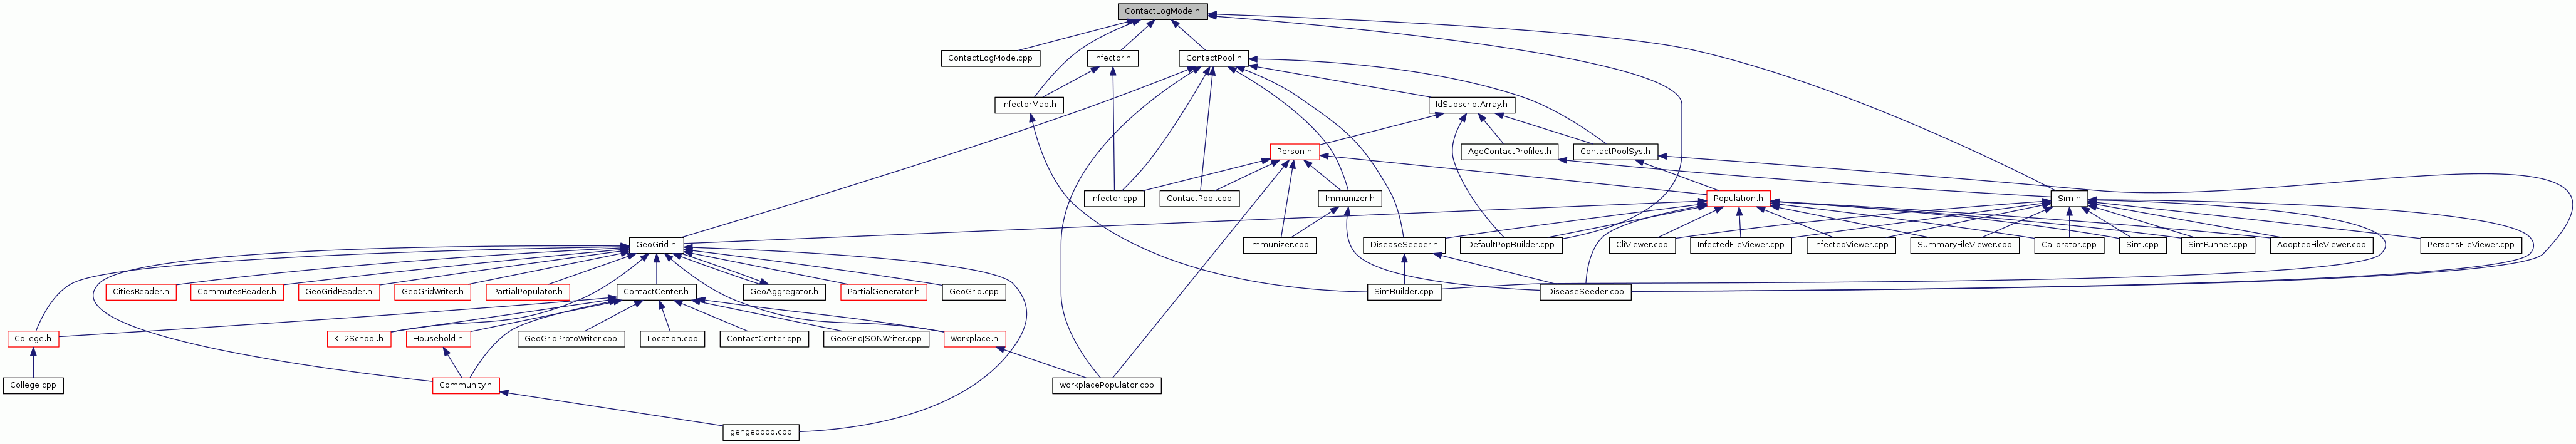 ContactLogMode.h
ContactLogMode.cpp
Infector.h
ContactPool.h
InfectorMap.h
IdSubscriptArray.h
Person.h
AgeContactProfiles.h
ContactPoolSys.h
Infector.cpp
ContactPool.cpp
Immunizer.h
Population.h
Sim.h
GeoGrid.h
Immunizer.cpp
DiseaseSeeder.h
DefaultPopBuilder.cpp
CliViewer.cpp
InfectedFileViewer.cpp
InfectedViewer.cpp
SummaryFileViewer.cpp
Calibrator.cpp
Sim.cpp
SimRunner.cpp
AdoptedFileViewer.cpp
PersonsFileViewer.cpp
CitiesReader.h
CommutesReader.h
GeoGridReader.h
GeoGridWriter.h
PartialPopulator.h
ContactCenter.h
GeoAggregator.h
PartialGenerator.h
GeoGrid.cpp
SimBuilder.cpp
DiseaseSeeder.cpp
College.h
K12School.h
Household.h
GeoGridProtoWriter.cpp
Location.cpp
ContactCenter.cpp
GeoGridJSONWriter.cpp
Workplace.h
College.cpp
Community.h
WorkplacePopulator.cpp
gengeopop.cpp